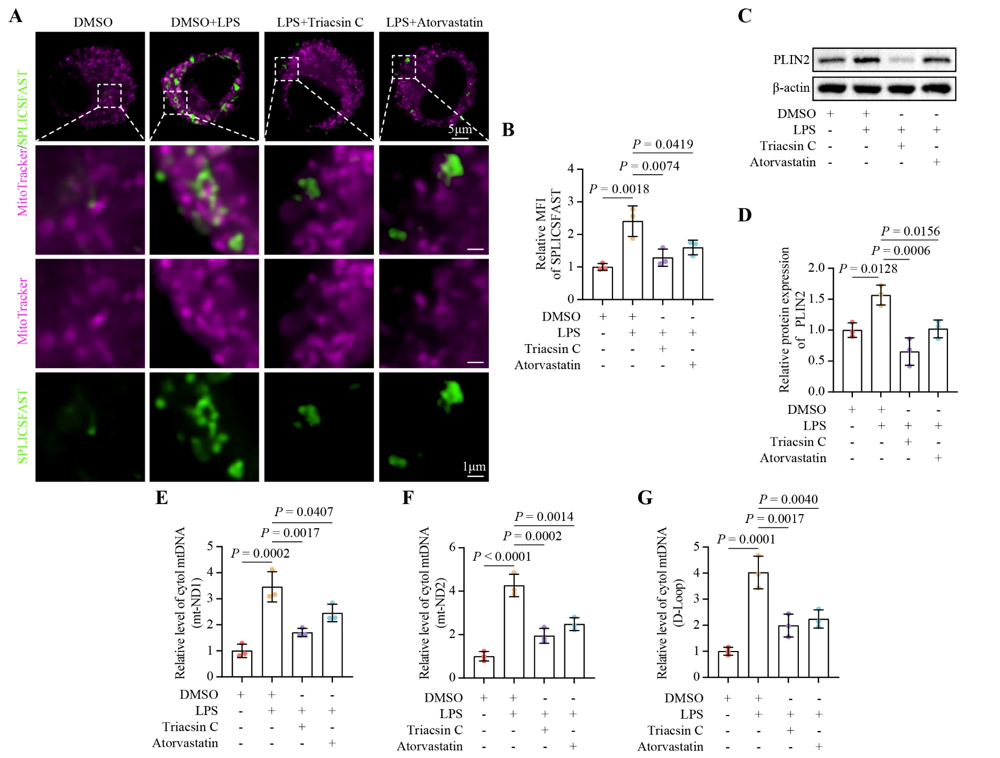 A
DMSO
DMSO+LPS
LPS+Triacsin C
LPS+Atorvastatin
MitoTracker/SPLICSFAST
5μm
MitoTracker
SPLICSFAST
1μm
B
P = 0.0419
P = 0.0074
P = 0.0018
Relative MFI
of SPLICSFAST
4
3
2
1
0
DMSO + + - -
LPS - + + +
Triacsin C - - + -
Atorvastatin - - - +
C
PLIN2
β-actin
DMSO + + - -
LPS - + + +
Triacsin C - - + -
Atorvastatin - - - +
D
P = 0.0156
P = 0.0006
P = 0.0128
Relative protein expression
of PLIN2
2.0
1.5
1.0
0.5
0.0
DMSO + + - -
LPS - + + +
Triacsin C - - + -
Atorvastatin - - - +
E
P = 0.0407
P = 0.0017
P = 0.0002
Relative level of cytol mtDNA
(mt-ND1)
5
4
3
2
1
0
DMSO + + - -
LPS - + + +
Triacsin C - - + -
Atorvastatin - - - +
F
P = 0.0014
P = 0.0002
P < 0.0001
Relative level of cytol mtDNA
(mt-ND2)
6
4
2
0
DMSO + + - -
LPS - + + +
Triacsin C - - + -
Atorvastatin - - - +
G
P = 0.0040
P = 0.0017
P = 0.0001
Relative level of cytol mtDNA
(D-Loop)
5
4
3
2
1
0
DMSO + + - -
LPS - + + +
Triacsin C - - + -
Atorvastatin - - - +